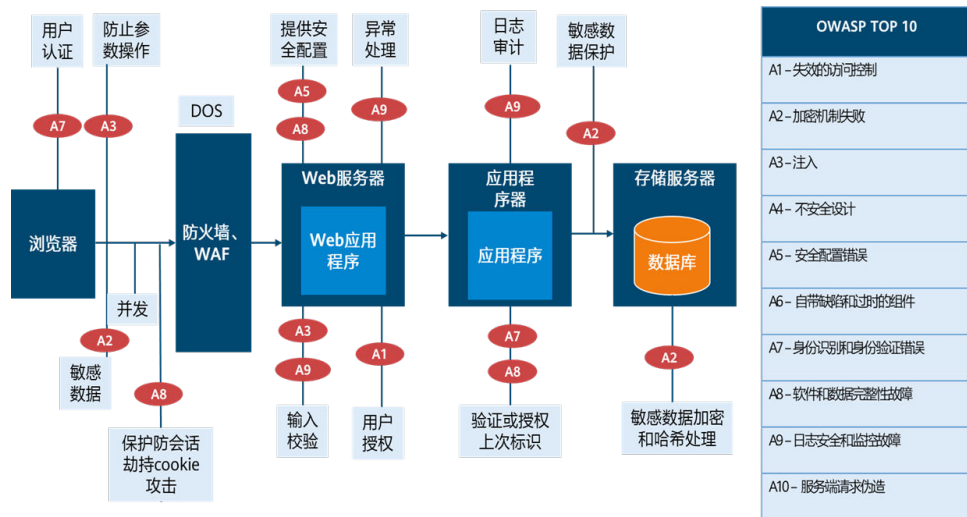 用户
认证
防止参
数操作
提供安
全配置
异常
处理
日志
审计
敏感数
据保护
A7
A3
DOS
A5
A8
A9
A9
A2
浏览器
防火墙、
WAF
Web服务器
Web应用
程序
应用程
序器
应用程序
存储服务器
数据库
并发
A2
敏感
数据
A8
保护防会话
劫持cookie
攻击
A3
A9
输入
校验
A1
用户
授权
A7
A8
验证或授权
上次标识
A2
敏感数据加密
和哈希处理
OWASP TOP 10
A1 – 失效的访问控制
A2 – 加密机制失败
A3 – 注入
A4 – 不安全设计
A5 – 安全配置错误
A6 – 自带缺陷和过时的组件
A7 – 身份识别和身份验证错误
A8 – 软件和数据完整性故障
A9 – 日志安全和监控故障
A10 – 服务端请求伪造